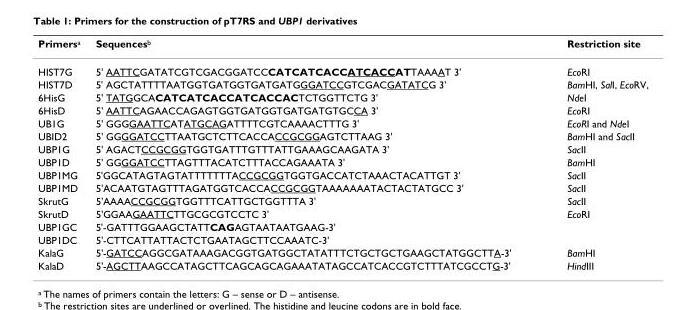 Table 1: Primers for the construction of pT7RS and UBP1 derivatives
Primersᵃ Sequencesᵇ Restriction site
HIST7G 5' AATTCGATATCGTCGACGGATCCCATCATCACCATCACCATTAAAAT 3' EcoRI
HIST7D 5' AGCTATTTTAATGGTGATGGTGATGATGGGATCCGTCGACGATATCG 3' BamHI, SalI, EcoRV,
6HisG 5' TATGGCACATCATCACCATCACCACTCTGGTTCTG 3' NdeI
6HisD 5' AATTCAGAACCAGAGTGGTGATGGTGATGATGTGCCA 3' EcoRI
UB1G 5' GGGGAATTCATATGCAGATTTTCGTCAAAACTTTG 3' EcoRI and NdeI
UBID2 5' GGGGATCCTTAATGCTCTTCACCACCGCGGAGTCTTAAG 3' BamHI and SacII
UBP1G 5' AGACTCCGCGGTGGTGATTTGTTTATTGAAAGCAAGATA 3' SacII
UBP1D 5' GGGGATCCTTAGTTTACATCTTTACCAGAAATA 3' BamHI
UBP1MG 5'GGCATAGTAGTATTTTTTTACCGCGGTGGTGACCATCTAAACTACATTGT 3' SacII
UBP1MD 5'ACAATGTAGTTTAGATGGTCACCACCGCGGTAAAAAAATACTACTATGCC 3' SacII
SkrutG 5'AAAACCGCGGTGGTTTCATTGCTGGTTTA 3' SacII
SkrutD 5'GGAAGAATTCTTGCGCGTCCTC 3' EcoRI
UBP1GC 5'-GATTTGGAAGCTATTCAGAGTAATAATGAAG-3'
UBP1DC 5'-CTTCATTATTACTCTGAATAGCTTCCAAATC-3'
KalaG 5'-GATCCAGGCGATAAAGACGGTGATGGCTATATTTCTGCTGCTGAAGCTATGGCTTA-3' BamHI
KalaD 5'-AGCTTAAGCCATAGCTTCAGCAGCAGAAATATAGCCATCACCGTCTTTATCGCCTG-3' HindIII
ᵃ The names of primers contain the letters: G – sense or D – antisense.
ᵇ The restriction sites are underlined or overlined. The histidine and leucine codons are in bold face.